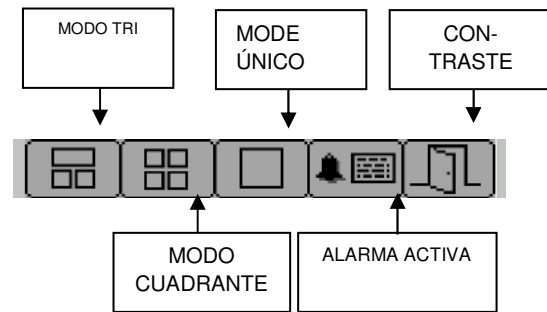 MODO TRI
MODE
ÚNICO
CON-
TRASTE
MODO
CUADRANTE
ALARMA ACTIVA